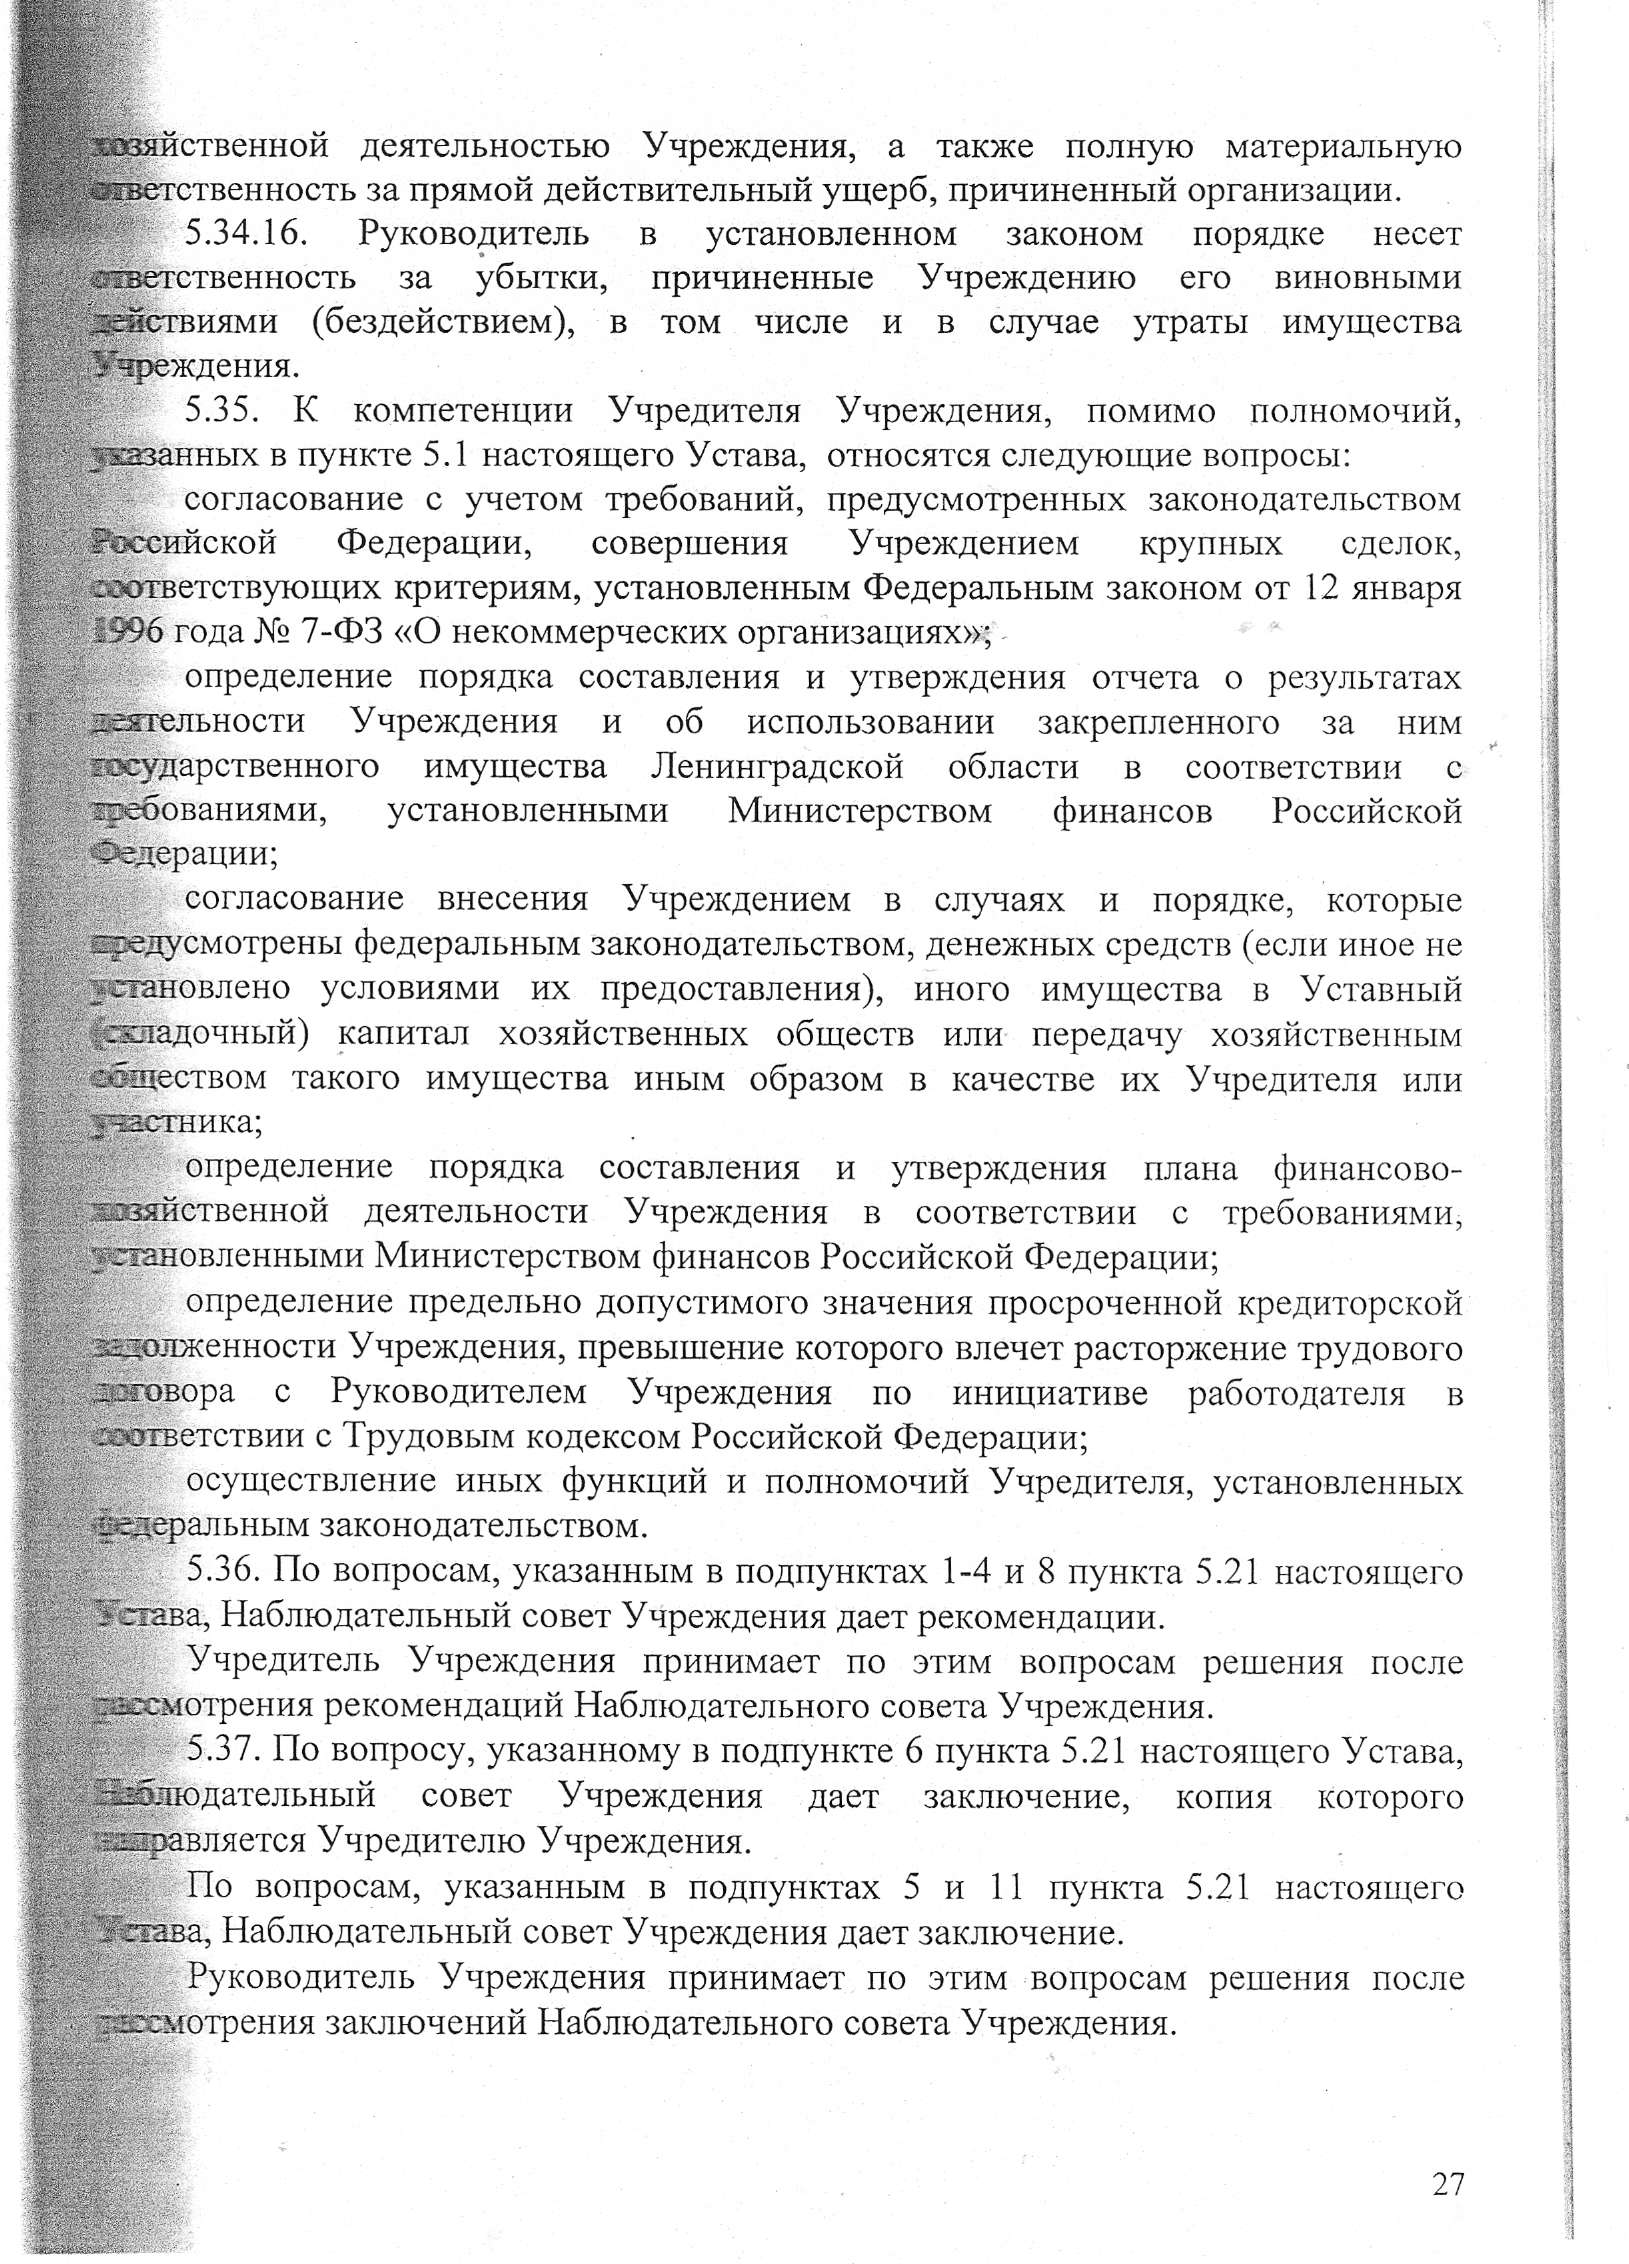 хозяйственной деятельностью Учреждения, а также полную материальную
ответственность за прямой действительный ущерб, причиненный организации.
5.34.16. Руководитель в установленном законом порядке несет
ответственность за убытки, причиненные Учреждению его виновными
действиями (бездействием), в том числе и в случае утраты имущества
Учреждения.
5.35. К компетенции Учредителя Учреждения, помимо полномочий,
указанных в пункте 5.1 настоящего Устава, относятся следующие вопросы:
согласование с учетом требований, предусмотренных законодательством
Российской Федерации, совершения Учреждением крупных сделок,
соответствующих критериям, установленным Федеральным законом от 12 января
1996 года № 7-ФЗ «О некоммерческих организациях»;
определение порядка составления и утверждения отчета о результатах
деятельности Учреждения и об использовании закрепленного за ним
государственного имущества Ленинградской области в соответствии с
требованиями, установленными Министерством финансов Российской
Федерации;
согласование внесения Учреждением в случаях и порядке, которые
предусмотрены федеральным законодательством, денежных средств (если иное не
установлено условиями их предоставления), иного имущества в Уставный
(складочный) капитал хозяйственных обществ или передачу хозяйственным
обществом такого имущества иным образом в качестве их Учредителя или
участника;
определение порядка составления и утверждения плана финансово-
хозяйственной деятельности Учреждения в соответствии с требованиями,
установленными Министерством финансов Российской Федерации;
определение предельно допустимого значения просроченной кредиторской
задолженности Учреждения, превышение которого влечет расторжение трудового
договора с Руководителем Учреждения по инициативе работодателя в
соответствии с Трудовым кодексом Российской Федерации;
осуществление иных функций и полномочий Учредителя, установленных
федеральным законодательством.
5.36. По вопросам, указанным в подпунктах 1-4 и 8 пункта 5.21 настоящего
Устава, Наблюдательный совет Учреждения дает рекомендации.
Учредитель Учреждения принимает по этим вопросам решения после
рассмотрения рекомендаций Наблюдательного совета Учреждения.
5.37. По вопросу, указанному в подпункте 6 пункта 5.21 настоящего Устава,
Наблюдательный совет Учреждения дает заключение, копия которого
направляется Учредителю Учреждения.
По вопросам, указанным в подпунктах 5 и 11 пункта 5.21 настоящего
Устава, Наблюдательный совет Учреждения дает заключение.
Руководитель Учреждения принимает по этим вопросам решения после
рассмотрения заключений Наблюдательного совета Учреждения.
27